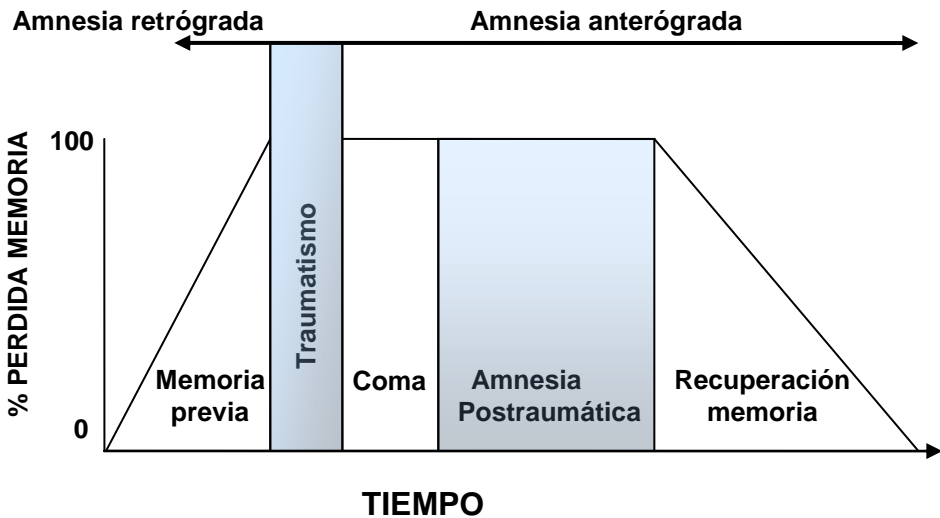 Amnesia retrógrada
Amnesia anterógrada
% PERDIDA MEMORIA
100
0
Traumatismo
Memoria
previa
Coma
Amnesia
Postraumática
Recuperación
memoria
TIEMPO